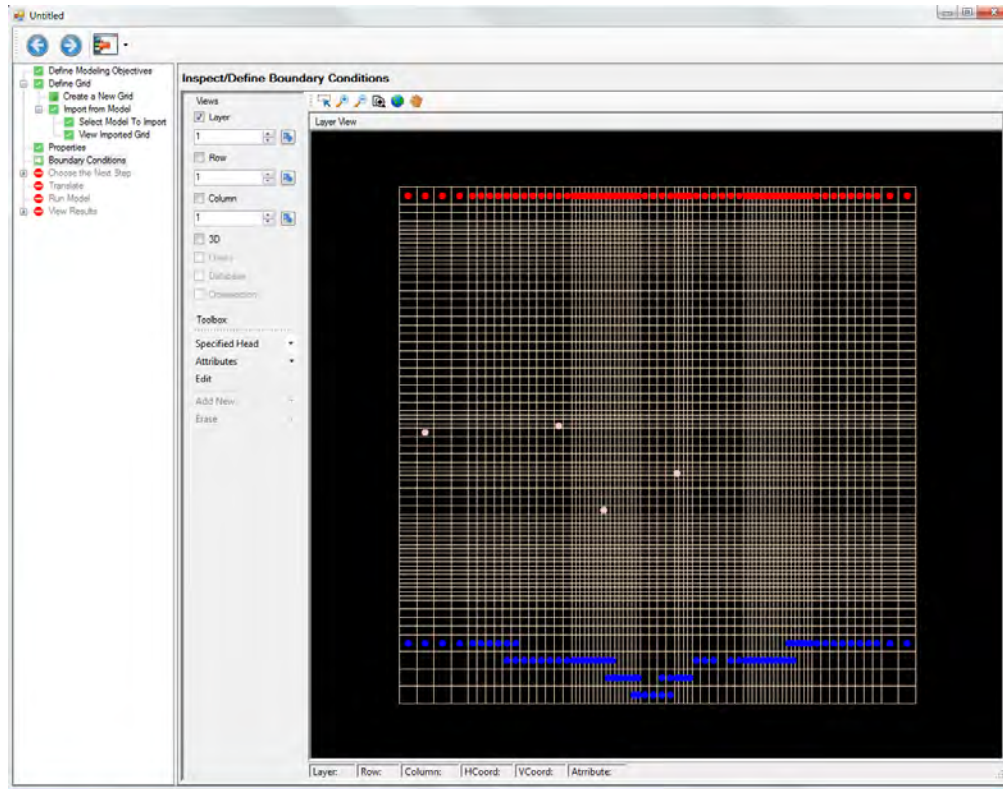 Untitled
Define Modeling Objectives
Define Grid
Create a New Grid
Import from Model
Select Model To Import
View Imported Grid
Properties
Boundary Conditions
Choose the Next Step
Translate
Run Model
View Results
Inspect/Define Boundary Conditions
Views
Layer
1
Row
1
Column
1
3D
Charts
Database
Crosssection
Toolbox
Specified Head
Attributes
Edit
Add New
Erase
Layer View
Layer: Row: Column: HCoord: VCoord: Attribute: